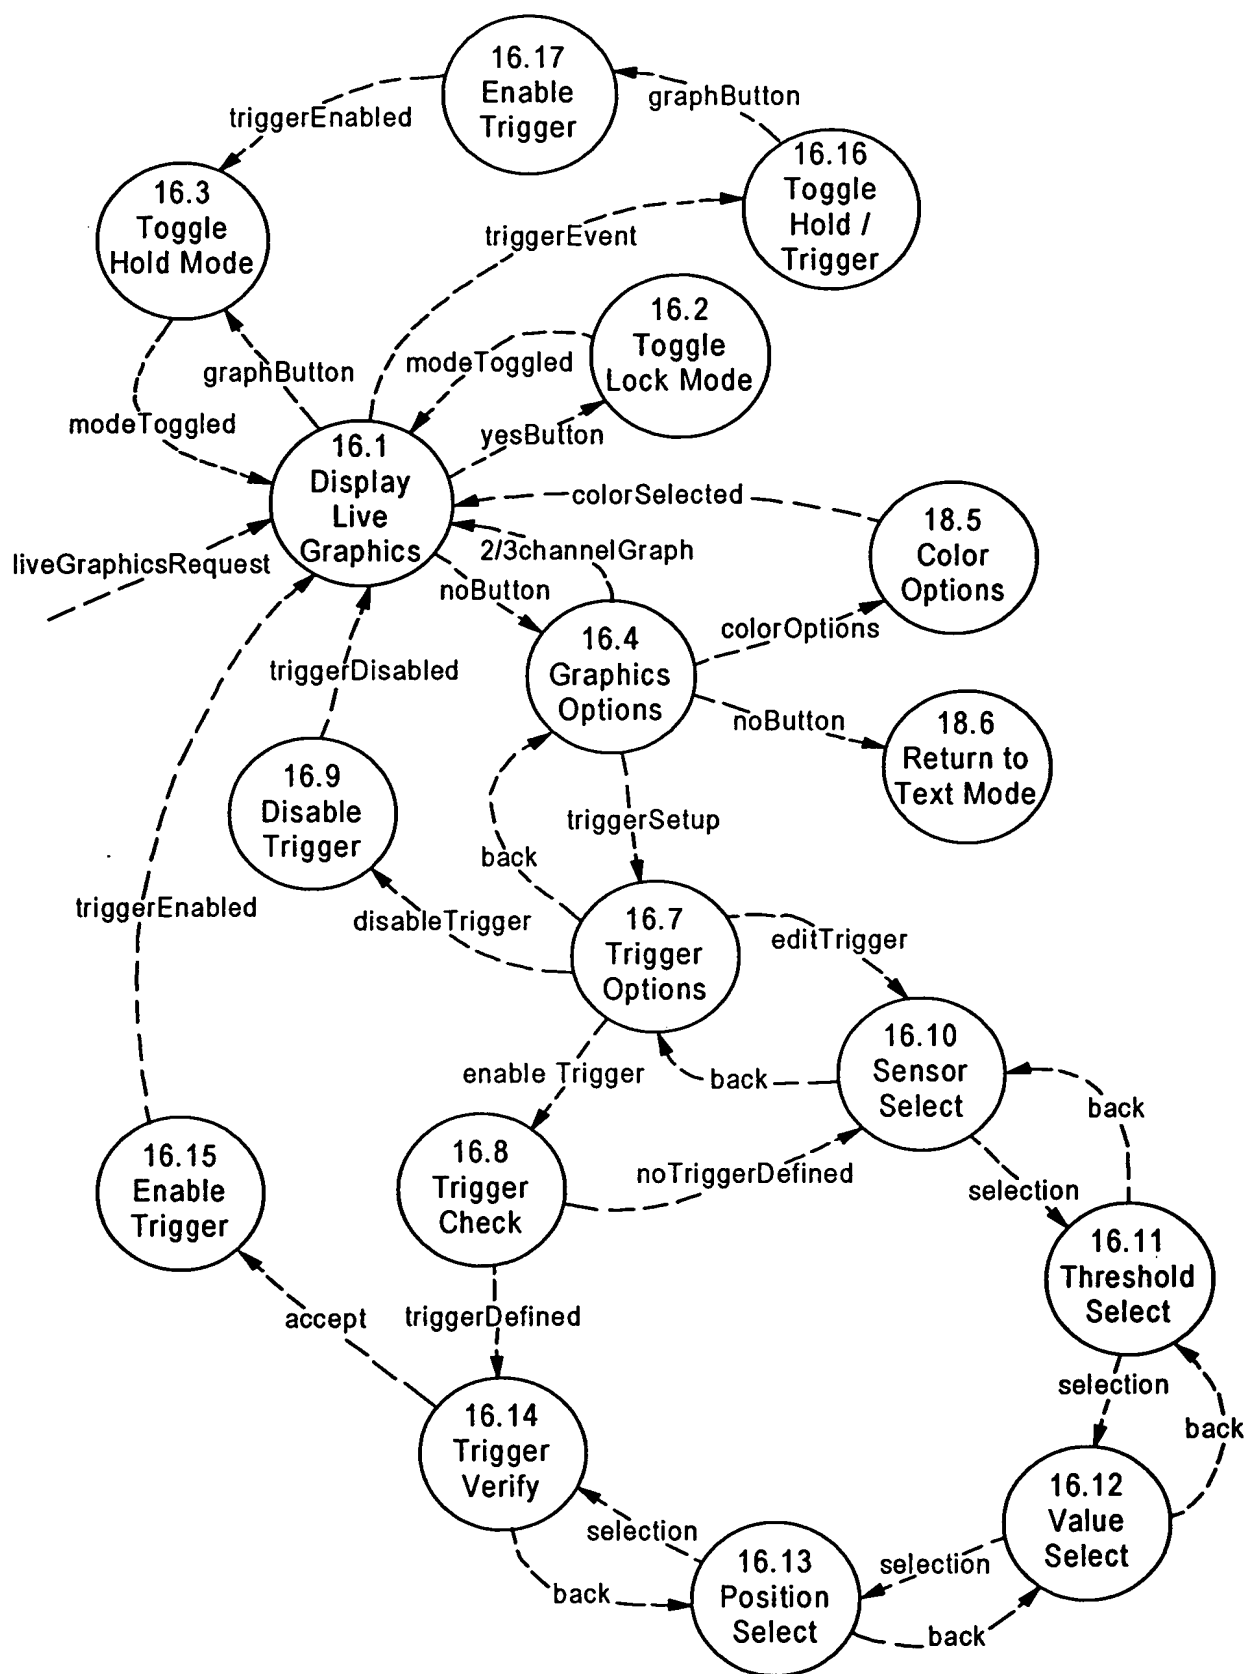 16.17
Enable
Trigger
graphButton
triggerEnabled
16.16
Toggle
Hold /
Trigger
16.3
Toggle
Hold Mode
triggerEvent
16.2
Toggle
Lock Mode
modeToggled
graphButton
modeToggled
yesButton
16.1
Display
Live
Graphics
colorSelected
18.5
Color
Options
2/3channelGraph
liveGraphicsRequest
noButton
colorOptions
16.4
Graphics
Options
triggerDisabled
noButton
18.6
Return to
Text Mode
16.9
Disable
Trigger
triggerSetup
back
triggerEnabled
disableTrigger
16.7
Trigger
Options
editTrigger
16.10
Sensor
Select
enable Trigger
back
back
16.15
Enable
Trigger
16.8
Trigger
Check
noTriggerDefined
selection
16.11
Threshold
Select
accept
triggerDefined
selection
back
16.14
Trigger
Verify
16.12
Value
Select
selection
selection
16.13
Position
Select
back
back